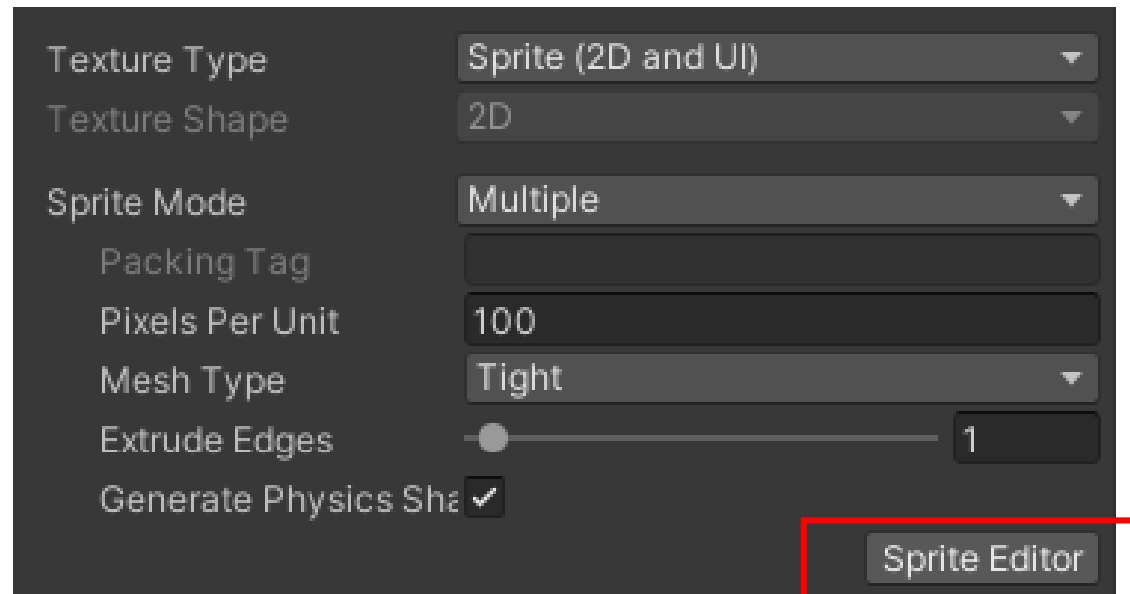 Texture Type Sprite (2D and UI)
Texture Shape 2D
Sprite Mode Multiple
Packing Tag
Pixels Per Unit 100
Mesh Type Tight
Extrude Edges 1
Generate Physics Sha
Sprite Editor